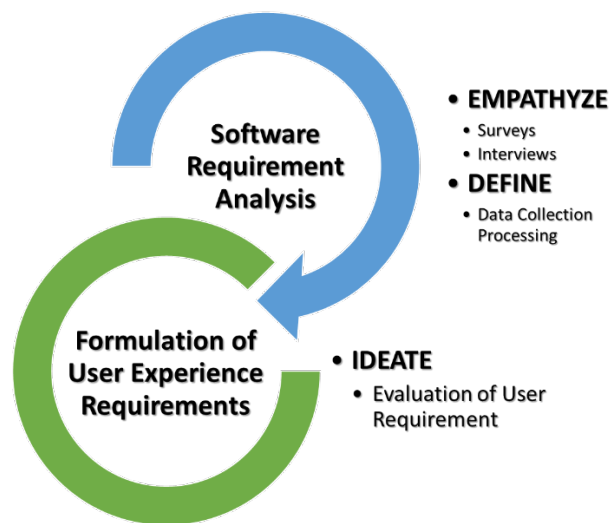 Software
Requirement
Analysis
• EMPATHYZE
• Surveys
• Interviews
• DEFINE
• Data Collection
Processing
Formulation of
User Experience
Requirements
• IDEATE
• Evaluation of User
Requirement